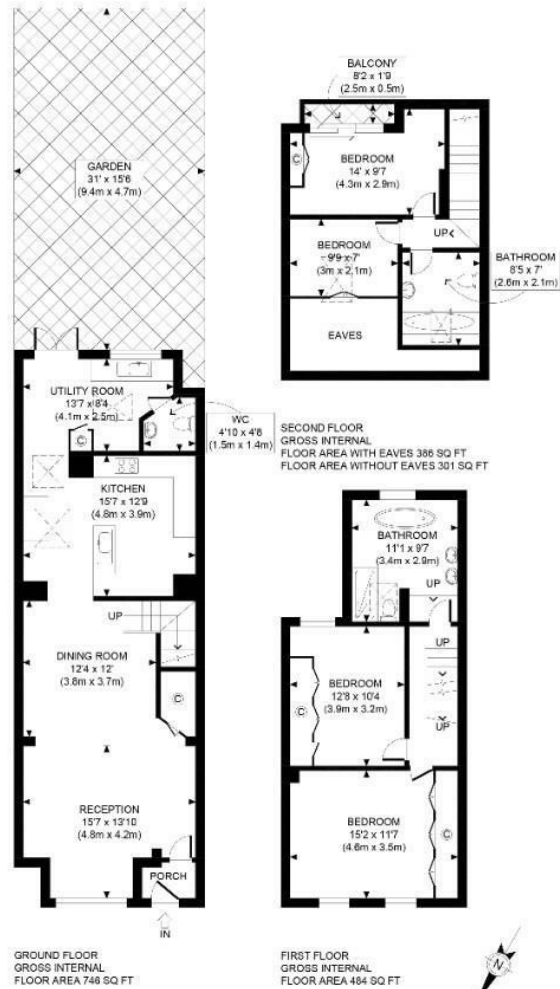 GARDEN
31' x 15'6
(9.4m x 4.7m)
UTILITY ROOM
13'7 x 8'4
(4.1m x 2.5m)
C
WC
4'10 x 4'8
(1.5m x 1.4m)
KITCHEN
15'7 x 12'9
(4.8m x 3.9m)
UP
DINING ROOM
12'4 x 12'
(3.8m x 3.7m)
C
RECEPTION
15'7 x 13'10
(4.8m x 4.2m)
PORCH
IN
GROUND FLOOR
GROSS INTERNAL
FLOOR AREA 746 SQ FT
BALCONY
8'2 x 1'9
(2.5m x 0.5m)
C
BEDROOM
14' x 9'7
(4.3m x 2.9m)
UP
BEDROOM
9'9 x 7'
(3m x 2.1m)
BATHROOM
8'5 x 7'
(2.6m x 2.1m)
EAVES
SECOND FLOOR
GROSS INTERNAL
FLOOR AREA WITH EAVES 386 SQ FT
FLOOR AREA WITHOUT EAVES 301 SQ FT
BATHROOM
11'1 x 9'7
(3.4m x 2.9m)
UP
UP
BEDROOM
12'8 x 10'4
(3.9m x 3.2m)
C
UP
BEDROOM
15'2 x 11'7
(4.6m x 3.5m)
C
FIRST FLOOR
GROSS INTERNAL
FLOOR AREA 484 SQ FT
N